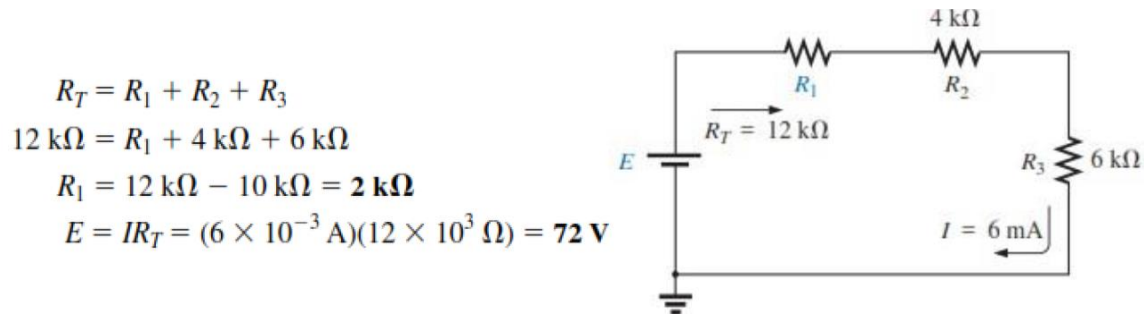 R_T = R_1 + R_2 + R_3
12 kΩ = R_1 + 4 kΩ + 6 kΩ
R_1 = 12 kΩ − 10 kΩ = 2 kΩ
E = IR_T = (6 × 10^−3 A)(12 × 10^3 Ω) = 72 V
4 kΩ
R_1
R_2
R_T = 12 kΩ
E
R_3
6 kΩ
I = 6 mA